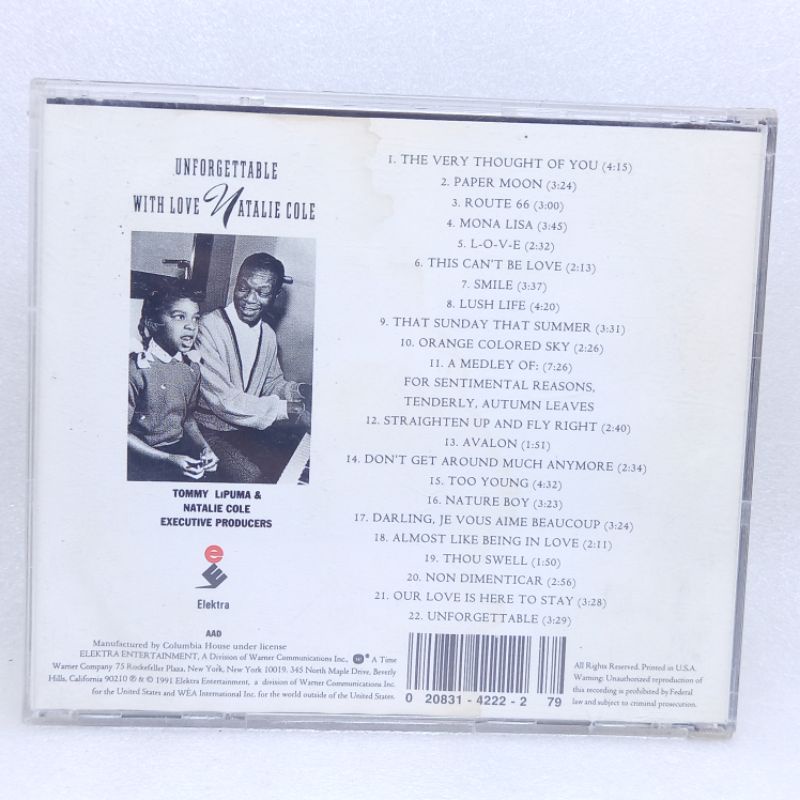 UNFORGETTABLE
WITH LOVE NATALIE COLE
TOMMY LiPUMA &
NATALIE COLE
EXECUTIVE PRODUCERS
e
Elektra
AAD
Manufactured by Columbia House under license
ELEKTRA ENTERTAINMENT, A Division of Warner Communications Inc., A Time
Warner Company 75 Rockefeller Plaza, New York, New York 10019. 345 North Maple Drive, Beverly
Hills, California 90210 ℗ & © 1991 Elektra Entertainment, a division of Warner Communications Inc.
for the United States and WEA International Inc. for the world outside of the United States.
1. THE VERY THOUGHT OF YOU (4:15)
2. PAPER MOON (3:24)
3. ROUTE 66 (3:00)
4. MONA LISA (3:45)
5. L-O-V-E (2:32)
6. THIS CAN'T BE LOVE (2:13)
7. SMILE (3:37)
8. LUSH LIFE (4:20)
9. THAT SUNDAY THAT SUMMER (3:31)
10. ORANGE COLORED SKY (2:26)
11. A MEDLEY OF: (7:26)
FOR SENTIMENTAL REASONS,
TENDERLY, AUTUMN LEAVES
12. STRAIGHTEN UP AND FLY RIGHT (2:40)
13. AVALON (1:51)
14. DON'T GET AROUND MUCH ANYMORE (2:34)
15. TOO YOUNG (4:32)
16. NATURE BOY (3:23)
17. DARLING, JE VOUS AIME BEAUCOUP (3:24)
18. ALMOST LIKE BEING IN LOVE (2:11)
19. THOU SWELL (1:50)
20. NON DIMENTICAR (2:56)
21. OUR LOVE IS HERE TO STAY (3:28)
22. UNFORGETTABLE (3:29)
0 20831-4222-2 79
All Rights Reserved. Printed in U.S.A.
Warning: Unauthorized reproduction of
this recording is prohibited by Federal
law and subject to criminal prosecution.